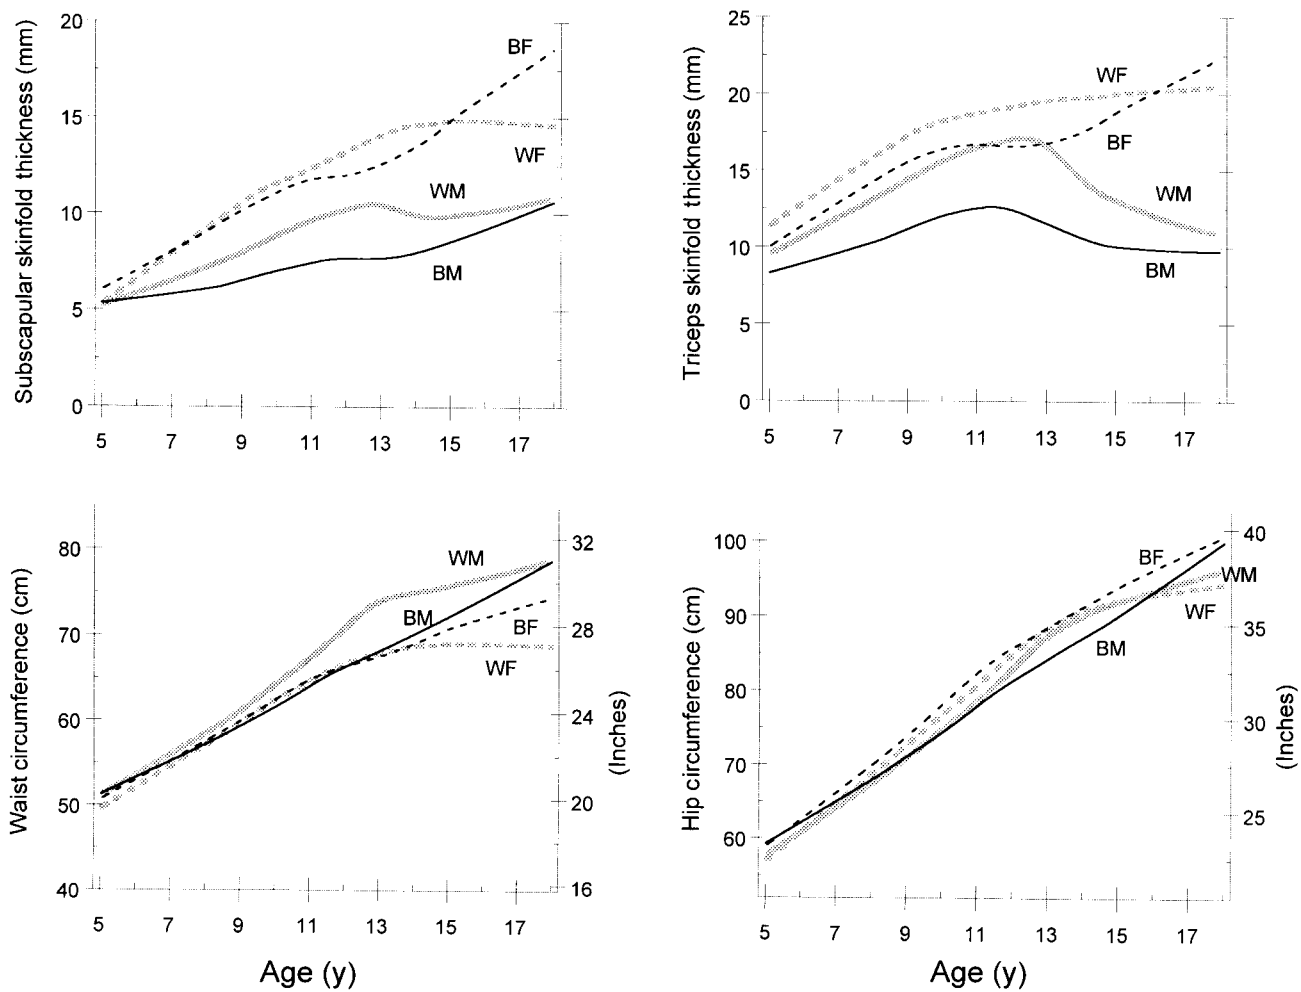 Subscapular skinfold thickness (mm)
20
15
10
5
0
BF
WF
WM
BM
5 7 9 11 13 15 17
Triceps skinfold thickness (mm)
25
20
15
10
5
0
WF
BF
WM
BM
5 7 9 11 13 15 17
Waist circumference (cm)
80
70
60
50
40
WM
BM
BF
WF
32
28
24
20
16
(Inches)
5 7 9 11 13 15 17
Age (y)
Hip circumference (cm)
100
90
80
70
60
BF
WM
WF
BM
40
35
30
25
(Inches)
5 7 9 11 13 15 17
Age (y)